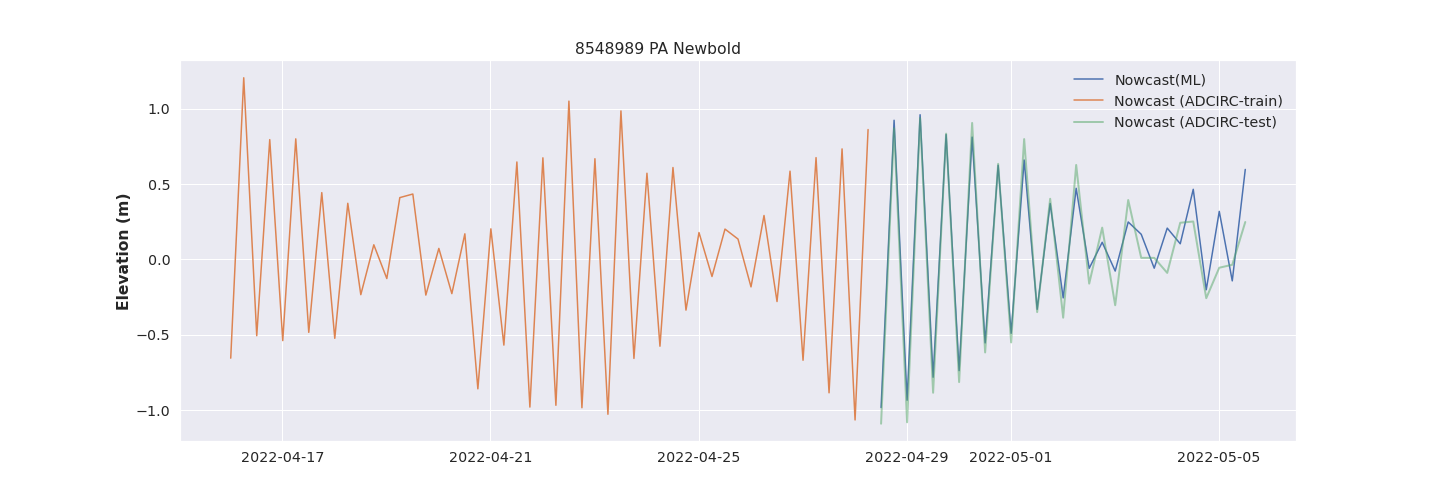 8548989 PA Newbold
Nowcast(ML)
Nowcast (ADCIRC-train)
Nowcast (ADCIRC-test)
Elevation (m)
1.0
0.5
0.0
−0.5
−1.0
2022-04-17 2022-04-21 2022-04-25 2022-04-29 2022-05-01 2022-05-05